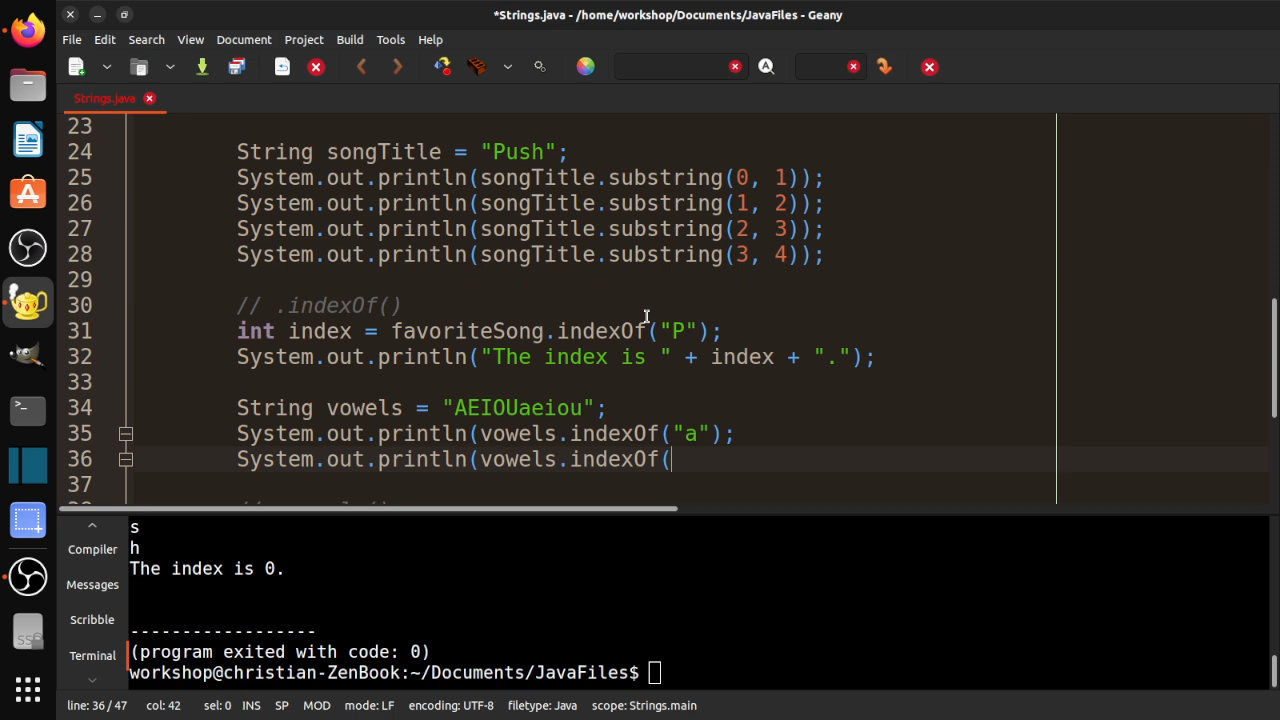 *Strings.java - /home/workshop/Documents/JavaFiles - Geany
File Edit Search View Document Project Build Tools Help
Strings.java
23
24 String songTitle = "Push";
25 System.out.println(songTitle.substring(0, 1));
26 System.out.println(songTitle.substring(1, 2));
27 System.out.println(songTitle.substring(2, 3));
28 System.out.println(songTitle.substring(3, 4));
29
30 // .indexOf()
31 int index = favoriteSong.indexOf("P");
32 System.out.println("The index is " + index + ".");
33
34 String vowels = "AEIOUaeiou";
35 System.out.println(vowels.indexOf("a");
36 System.out.println(vowels.indexOf(
37
s
Compiler
h
The index is 0.
Messages
Scribble
------------------
Terminal
(program exited with code: 0)
workshop@christian-ZenBook:~/Documents/JavaFiles$
line: 36 / 47 col: 42 sel: 0 INS SP MOD mode: LF encoding: UTF-8 filetype: Java scope: Strings.main